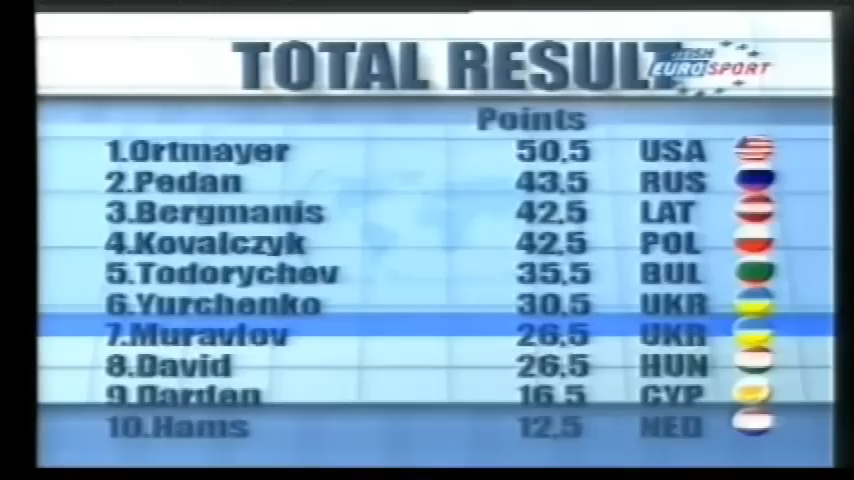 TOTAL RESULT
BRITISH EUROSPORT
Points
1.Ortmayer 50,5 USA
2.Pedan 43,5 RUS
3.Bergmanis 42,5 LAT
4.Kovalczyk 42,5 POL
5.Todorychev 35,5 BUL
6.Yurchenko 30,5 UKR
7.Muravlov 26,5 UKR
8.David 26,5 HUN
9.Darden 16,5 CYP
10.Hams 12,5 NED